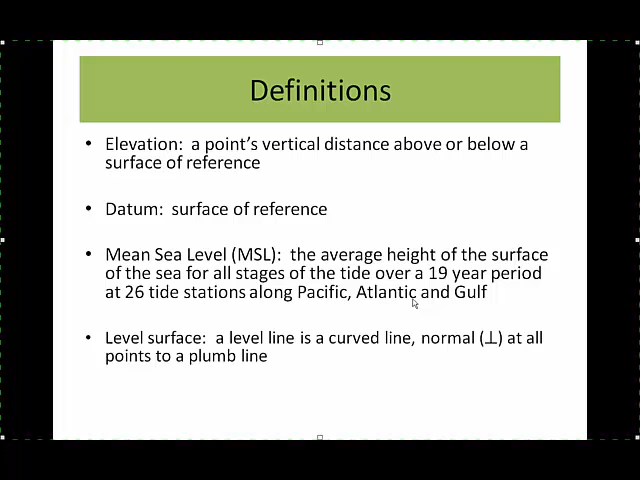 Definitions
• Elevation: a point's vertical distance above or below a
surface of reference
• Datum: surface of reference
• Mean Sea Level (MSL): the average height of the surface
of the sea for all stages of the tide over a 19 year period
at 26 tide stations along Pacific, Atlantic and Gulf
• Level surface: a level line is a curved line, normal (⊥) at all
points to a plumb line